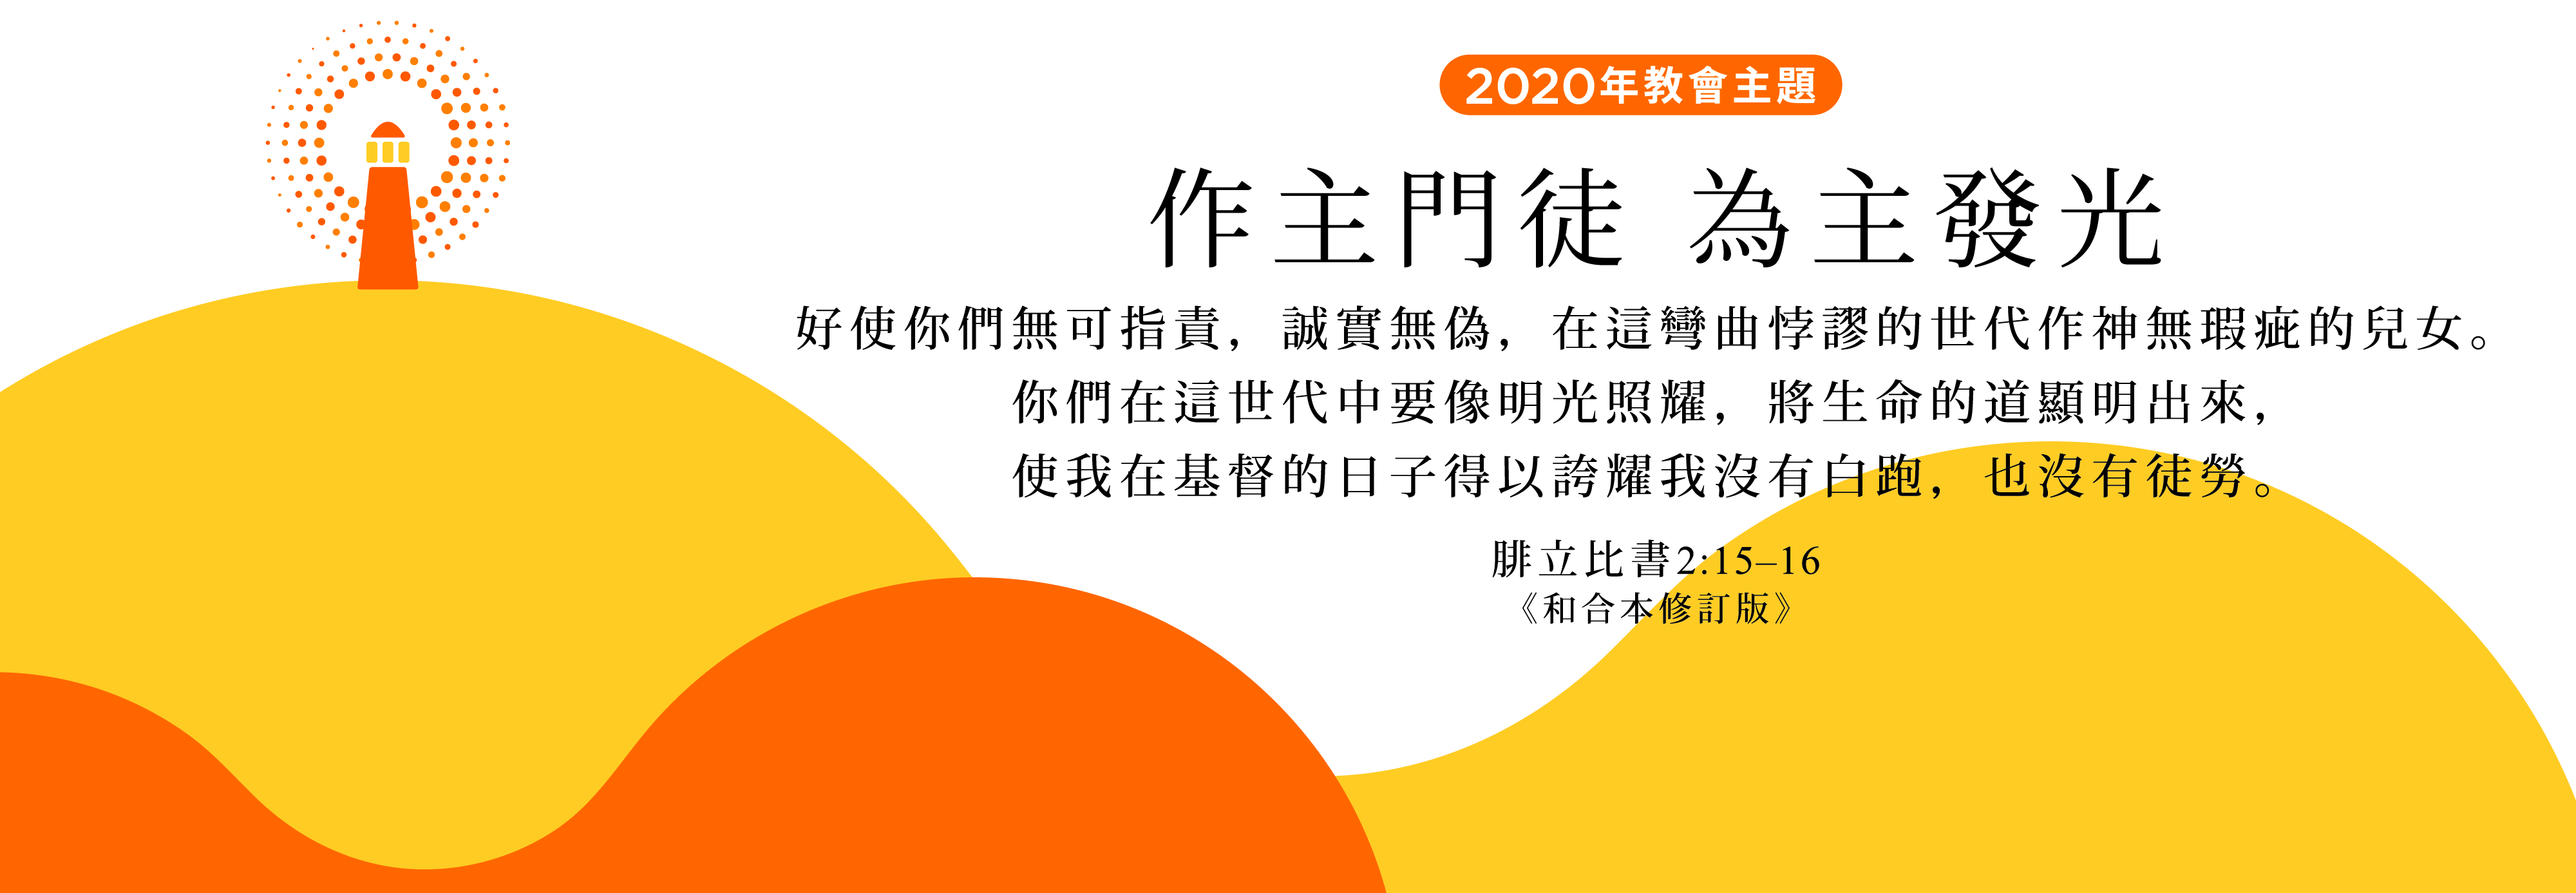 2020年教會主題
作主門徒 為主發光
好使你們無可指責，誠實無偽，在這彎曲悖謬的世代作神無瑕疵的兒女。
你們在這世代中要像明光照耀，將生命的道顯明出來，
使我在基督的日子得以誇耀我沒有白跑，也沒有徒勞。
腓立比書2:15–16
《和合本修訂版》